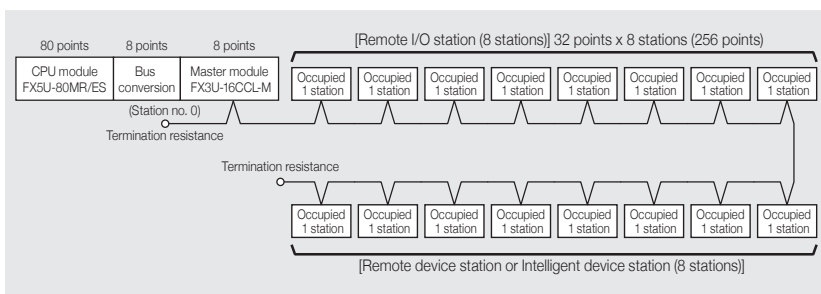 80 points 8 points 8 points
[Remote I/O station (8 stations)] 32 points x 8 stations (256 points)
CPU module
FX5U-80MR/ES
Bus
conversion
Master module
FX3U-16CCL-M
Occupied
1 station
Occupied
1 station
Occupied
1 station
Occupied
1 station
Occupied
1 station
Occupied
1 station
Occupied
1 station
Occupied
1 station
(Station no. 0)
Termination resistance
Termination resistance
Occupied
1 station
Occupied
1 station
Occupied
1 station
Occupied
1 station
Occupied
1 station
Occupied
1 station
Occupied
1 station
Occupied
1 station
[Remote device station or Intelligent device station (8 stations)]